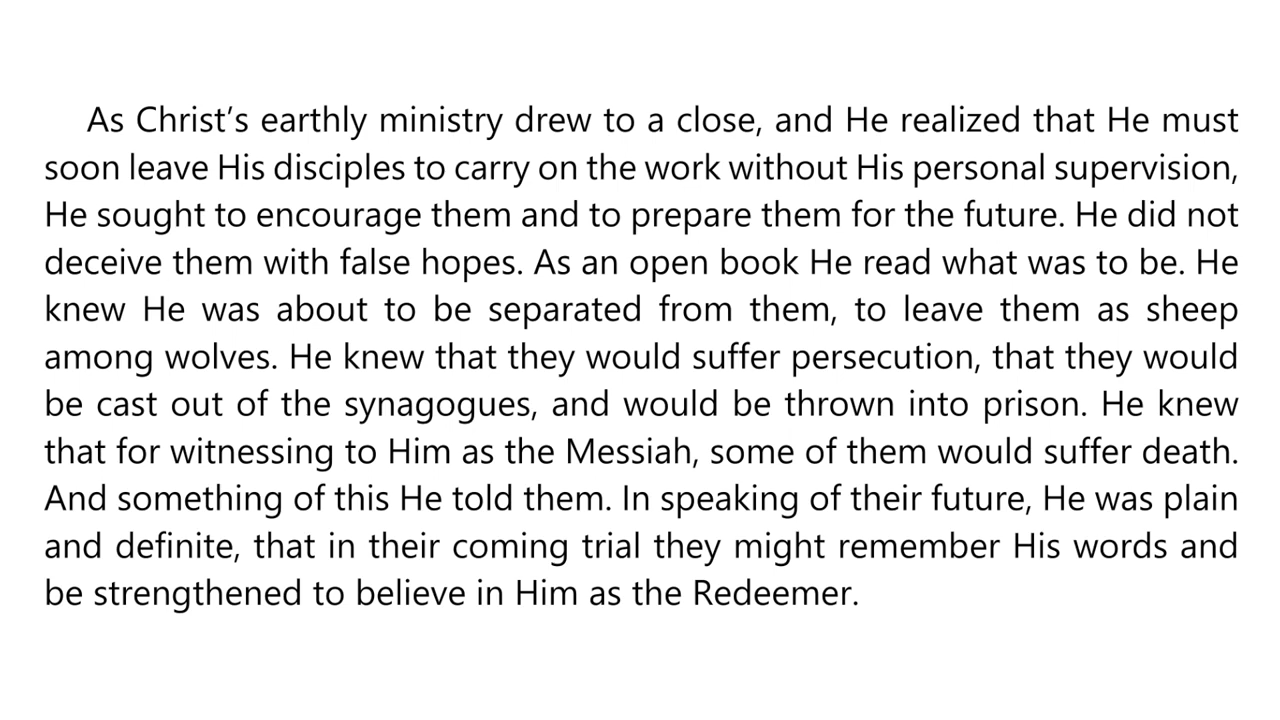 As Christ’s earthly ministry drew to a close, and He realized that He must
soon leave His disciples to carry on the work without His personal supervision,
He sought to encourage them and to prepare them for the future. He did not
deceive them with false hopes. As an open book He read what was to be. He
knew He was about to be separated from them, to leave them as sheep
among wolves. He knew that they would suffer persecution, that they would
be cast out of the synagogues, and would be thrown into prison. He knew
that for witnessing to Him as the Messiah, some of them would suffer death.
And something of this He told them. In speaking of their future, He was plain
and definite, that in their coming trial they might remember His words and
be strengthened to believe in Him as the Redeemer.